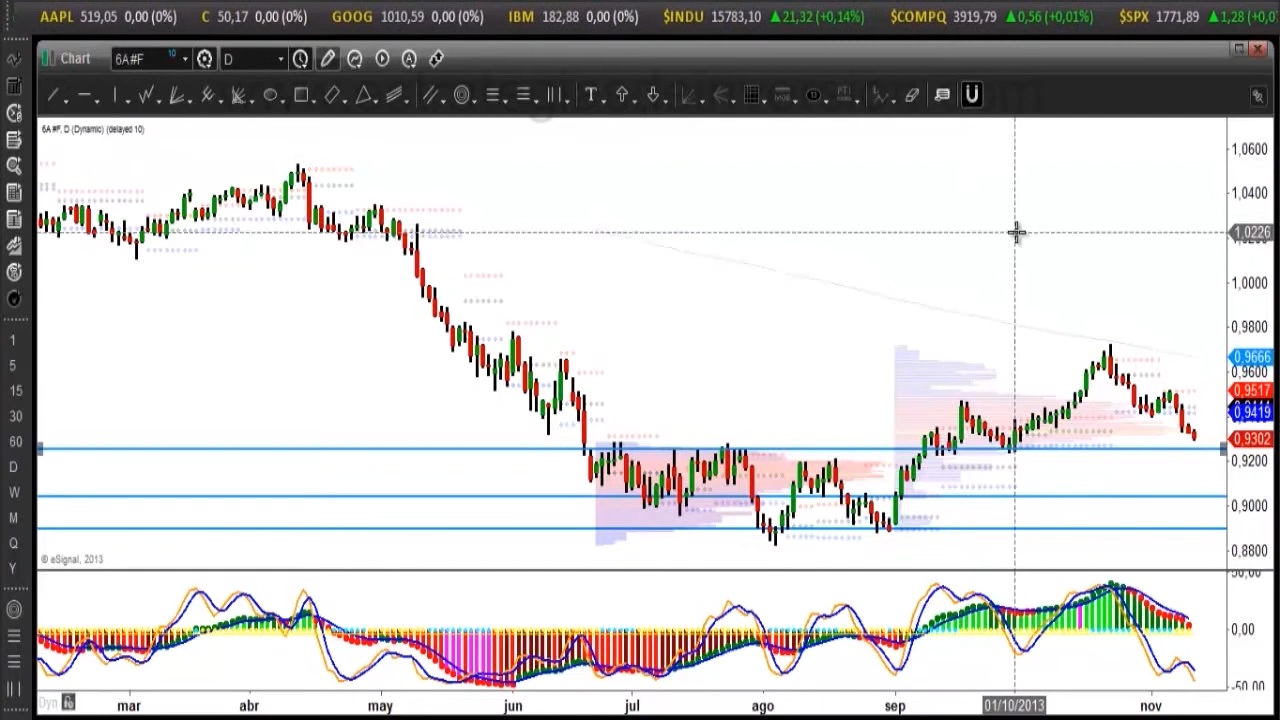 AAPL 519,05 0,00 (0%) C 50,17 0,00 (0%) GOOG 1010,59 0,00 (0%) IBM 182,88 0,00 (0%) $INDU 15783,10 ▲21,32 (+0,14%) $COMPQ 3919,79 ▲0,56 (+0,01%) $SPX 1771,89 ▲1,28 (+0,0
Chart 6A#F 10 D
6A #F, D (Dynamic) (delayed 10)
1,0600
1,0400
1,0226
1,0000
0,9800
0,9666
0,9600
0,9517
0,9419
0,9302
0,9200
0,9000
0,8800
1
5
15
30
60
D
W
M
Q
Y
© eSignal, 2013
0.00
-50.00
Dyn
mar abr may jun jul ago sep 01/10/2013 nov